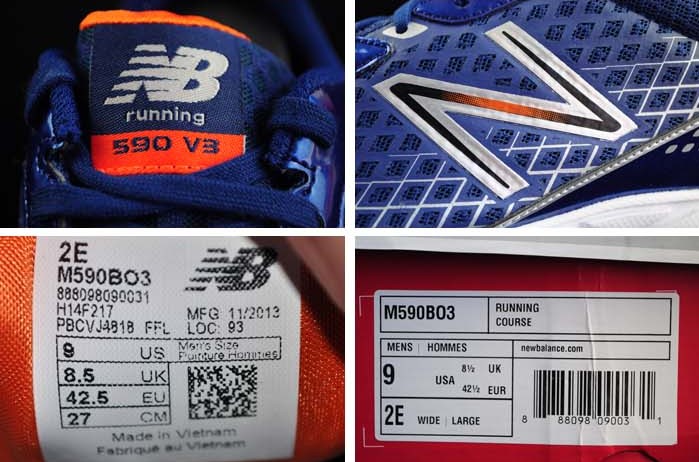 NB
running
590 V3
N
2E
M590BO3
888098090031
H14F217
PBCVJ4818 FFL
NB
MFG: 11/2013
LOC: 93
9 US
8.5 UK
42.5 EU
27 CM
Men's Size
Pointure Hommes
Made in Vietnam
Fabriqué au Vietnam
M590BO3
RUNNING
COURSE
MENS | HOMMES
newbalance.com
9 USA
8½ UK
42½ EUR
2E WIDE | LARGE
8 88098 09003 1